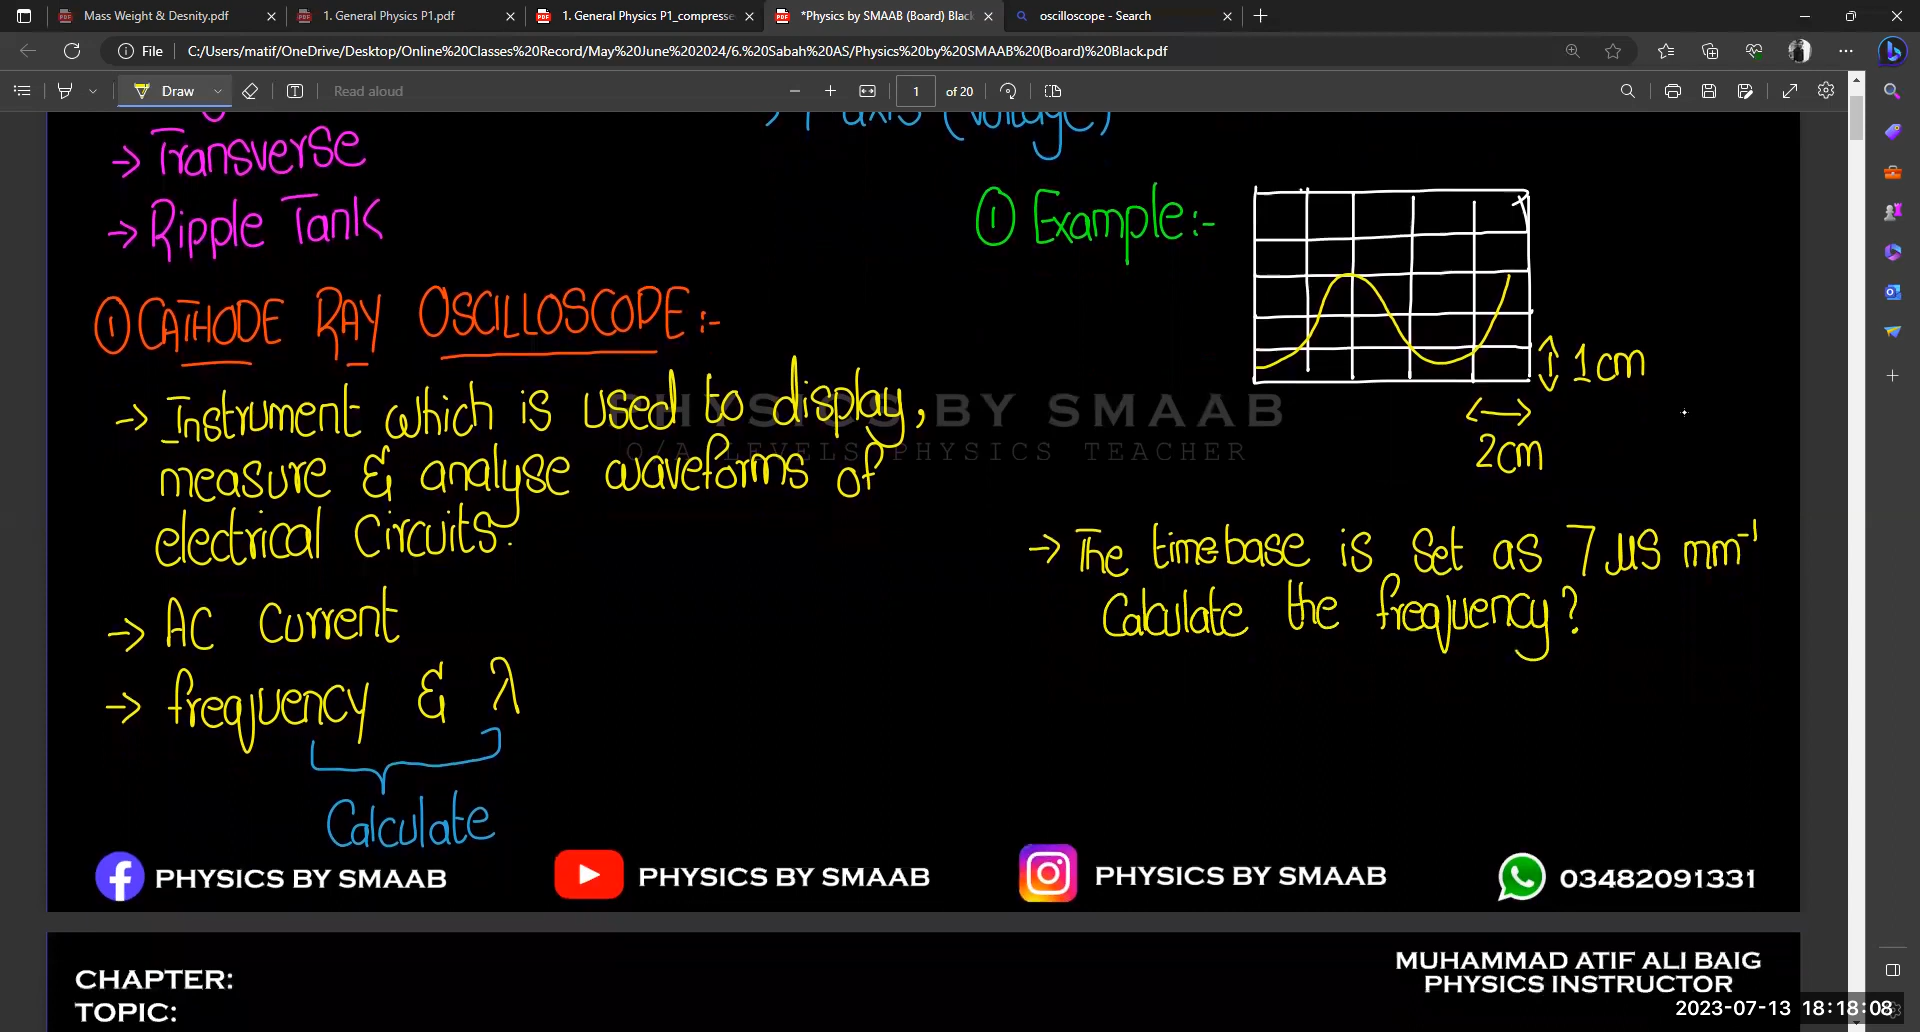 Mass Weight & Desnity.pdf
1. General Physics P1.pdf
1. General Physics P1_compresse
*Physics by SMAAB (Board) Blac
oscilloscope - Search
File
C:/Users/matif/OneDrive/Desktop/Online%20Classes%20Record/May%20June%202024/6.%20Sabah%20AS/Physics%20by%20SMAAB%20(Board)%20Black.pdf
Draw
Read aloud
1
of 20
axis (voltage)
→ Transverse
→ Ripple Tank
① Example:-
① CATHODE RAY OSCILLOSCOPE:-
1cm
2cm
PHYSICS BY SMAAB
O/A LEVELS PHYSICS TEACHER
→ Instrument which is used to display,
measure & analyse waveforms of
electrical circuits.
→ AC current
→ frequency & λ
Calculate
→ The time-base is set as 7 μs mm⁻¹
Calculate the frequency?
PHYSICS BY SMAAB
PHYSICS BY SMAAB
PHYSICS BY SMAAB
03482091331
CHAPTER:
TOPIC:
MUHAMMAD ATIF ALI BAIG
PHYSICS INSTRUCTOR
2023-07-13 18:18:08